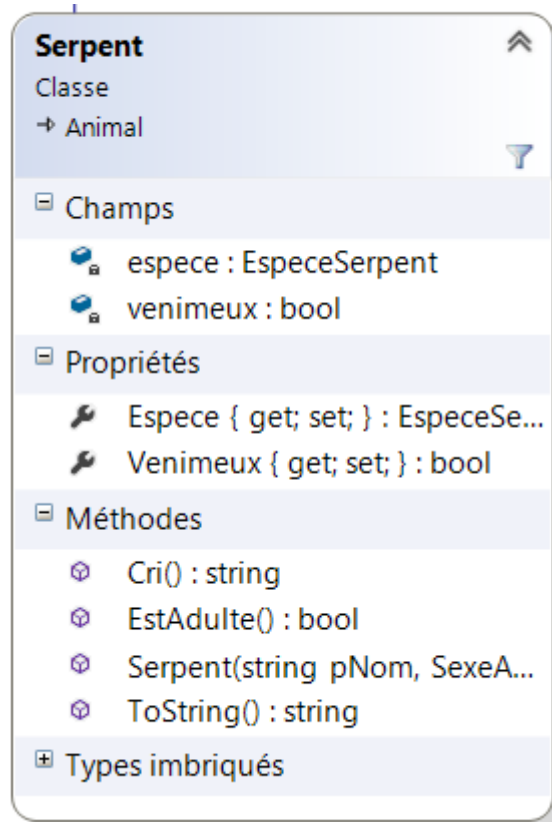 Serpent
Classe
Animal
Champs
espece : EspeceSerpent
venimeux : bool
Propriétés
Espece { get; set; } : EspeceSe...
Venimeux { get; set; } : bool
Méthodes
Cri() : string
EstAdulte() : bool
Serpent(string pNom, SexeA...
ToString() : string
Types imbriqués